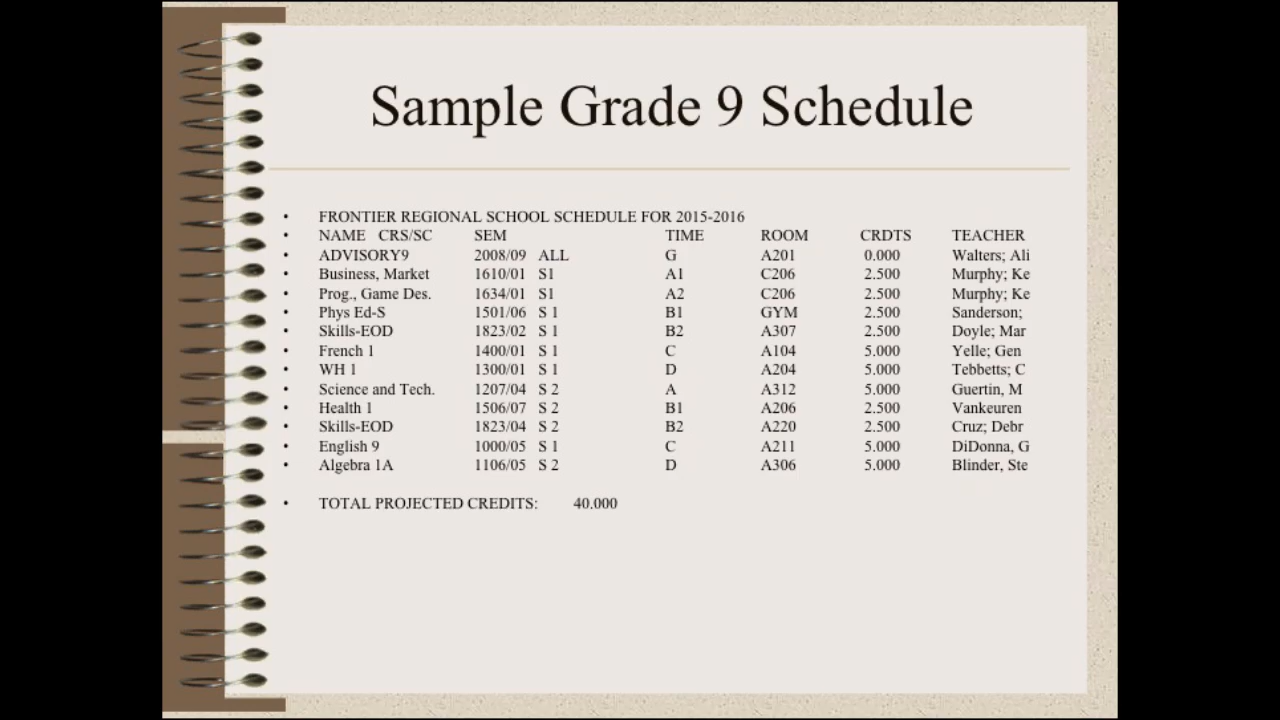 Sample Grade 9 Schedule
• FRONTIER REGIONAL SCHOOL SCHEDULE FOR 2015-2016
• NAME CRS/SC SEM TIME ROOM CRDTS TEACHER
• ADVISORY9 2008/09 ALL G A201 0.000 Walters; Ali
• Business, Market 1610/01 S1 A1 C206 2.500 Murphy; Ke
• Prog., Game Des. 1634/01 S1 A2 C206 2.500 Murphy; Ke
• Phys Ed-S 1501/06 S 1 B1 GYM 2.500 Sanderson;
• Skills-EOD 1823/02 S 1 B2 A307 2.500 Doyle; Mar
• French 1 1400/01 S 1 C A104 5.000 Yelle; Gen
• WH 1 1300/01 S 1 D A204 5.000 Tebbetts; C
• Science and Tech. 1207/04 S 2 A A312 5.000 Guertin, M
• Health 1 1506/07 S 2 B1 A206 2.500 Vankeuren
• Skills-EOD 1823/04 S 2 B2 A220 2.500 Cruz; Debr
• English 9 1000/05 S 1 C A211 5.000 DiDonna, G
• Algebra 1A 1106/05 S 2 D A306 5.000 Blinder, Ste
• TOTAL PROJECTED CREDITS: 40.000